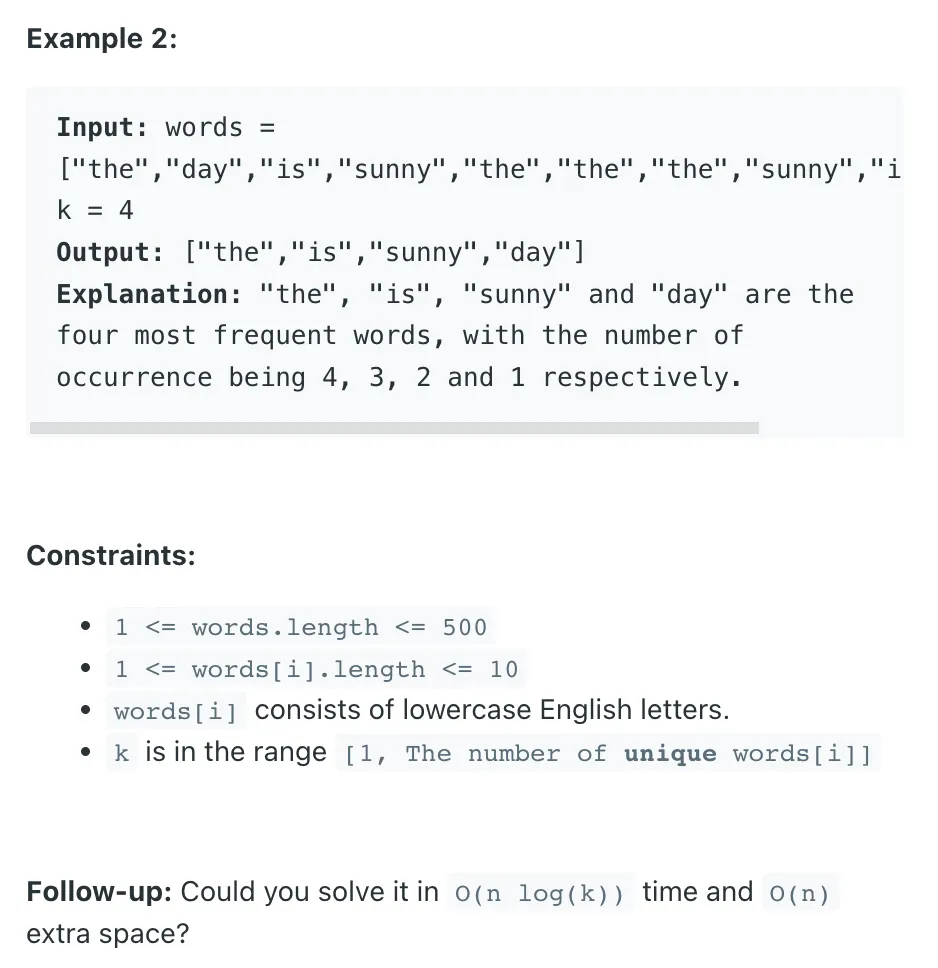 Example 2:
Input: words =
["the","day","is","sunny","the","the","the","sunny","i
k = 4
Output: ["the","is","sunny","day"]
Explanation: "the", "is", "sunny" and "day" are the
four most frequent words, with the number of
occurrence being 4, 3, 2 and 1 respectively.
Constraints:
• 1 <= words.length <= 500
• 1 <= words[i].length <= 10
• words[i] consists of lowercase English letters.
• k is in the range [1, The number of unique words[i]]
Follow-up: Could you solve it in O(n log(k)) time and O(n)
extra space?